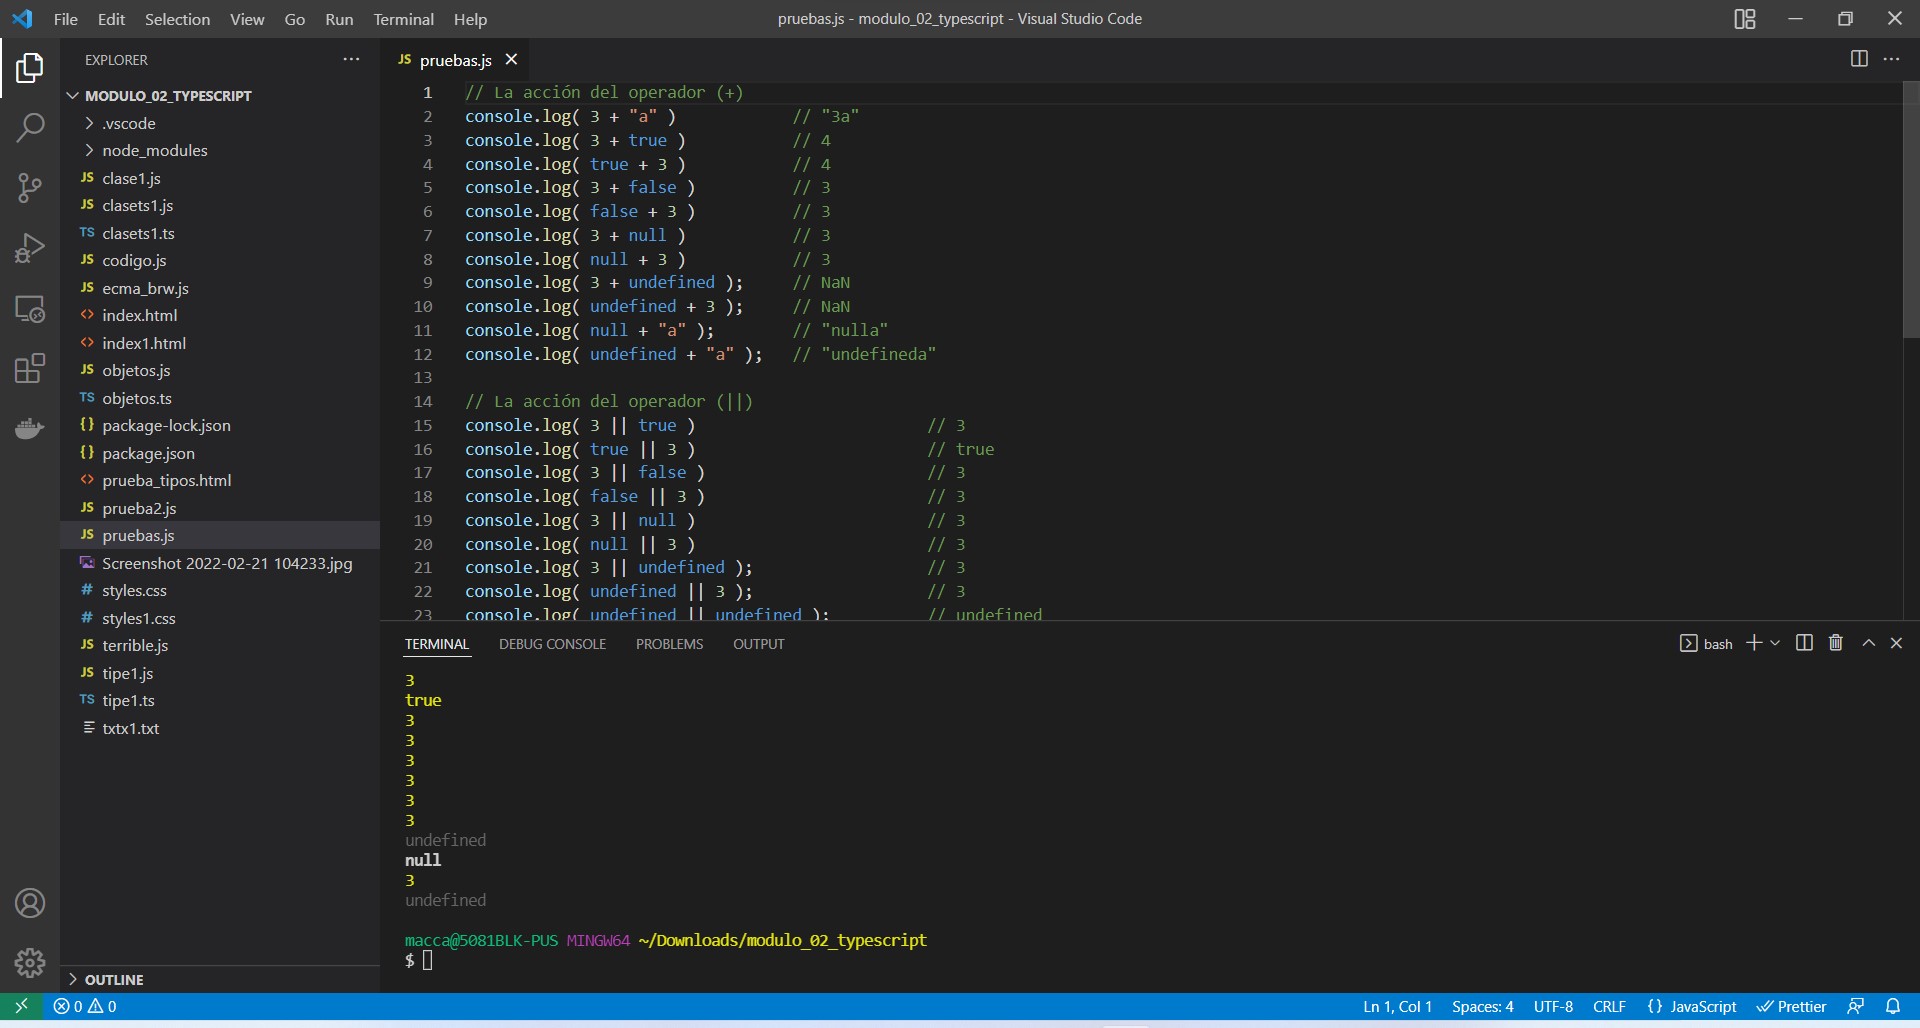 File Edit Selection View Go Run Terminal Help pruebas.js - modulo_02_typescript - Visual Studio Code
EXPLORER
MODULO_02_TYPESCRIPT
.vscode
node_modules
JS clase1.js
JS clasets1.js
TS clasets1.ts
JS codigo.js
JS ecma_brw.js
<> index.html
<> index1.html
JS objetos.js
TS objetos.ts
{} package-lock.json
{} package.json
<> prueba_tipos.html
JS prueba2.js
JS pruebas.js
Screenshot 2022-02-21 104233.jpg
# styles.css
# styles1.css
JS terrible.js
JS tipe1.js
TS tipe1.ts
txtx1.txt
OUTLINE
JS pruebas.js
1 // La acción del operador (+)
2 console.log( 3 + "a" ) // "3a"
3 console.log( 3 + true ) // 4
4 console.log( true + 3 ) // 4
5 console.log( 3 + false ) // 3
6 console.log( false + 3 ) // 3
7 console.log( 3 + null ) // 3
8 console.log( null + 3 ) // 3
9 console.log( 3 + undefined ); // NaN
10 console.log( undefined + 3 ); // NaN
11 console.log( null + "a" ); // "nulla"
12 console.log( undefined + "a" ); // "undefineda"
13
14 // La acción del operador (||)
15 console.log( 3 || true ) // 3
16 console.log( true || 3 ) // true
17 console.log( 3 || false ) // 3
18 console.log( false || 3 ) // 3
19 console.log( 3 || null ) // 3
20 console.log( null || 3 ) // 3
21 console.log( 3 || undefined ); // 3
22 console.log( undefined || 3 ); // 3
23 console.log( undefined || undefined ); // undefined
TERMINAL DEBUG CONSOLE PROBLEMS OUTPUT bash
3
true
3
3
3
3
3
3
undefined
null
3
undefined
macca@5081BLK-PUS MINGW64 ~/Downloads/modulo_02_typescript
$
0 0 Ln 1, Col 1 Spaces: 4 UTF-8 CRLF {} JavaScript Prettier